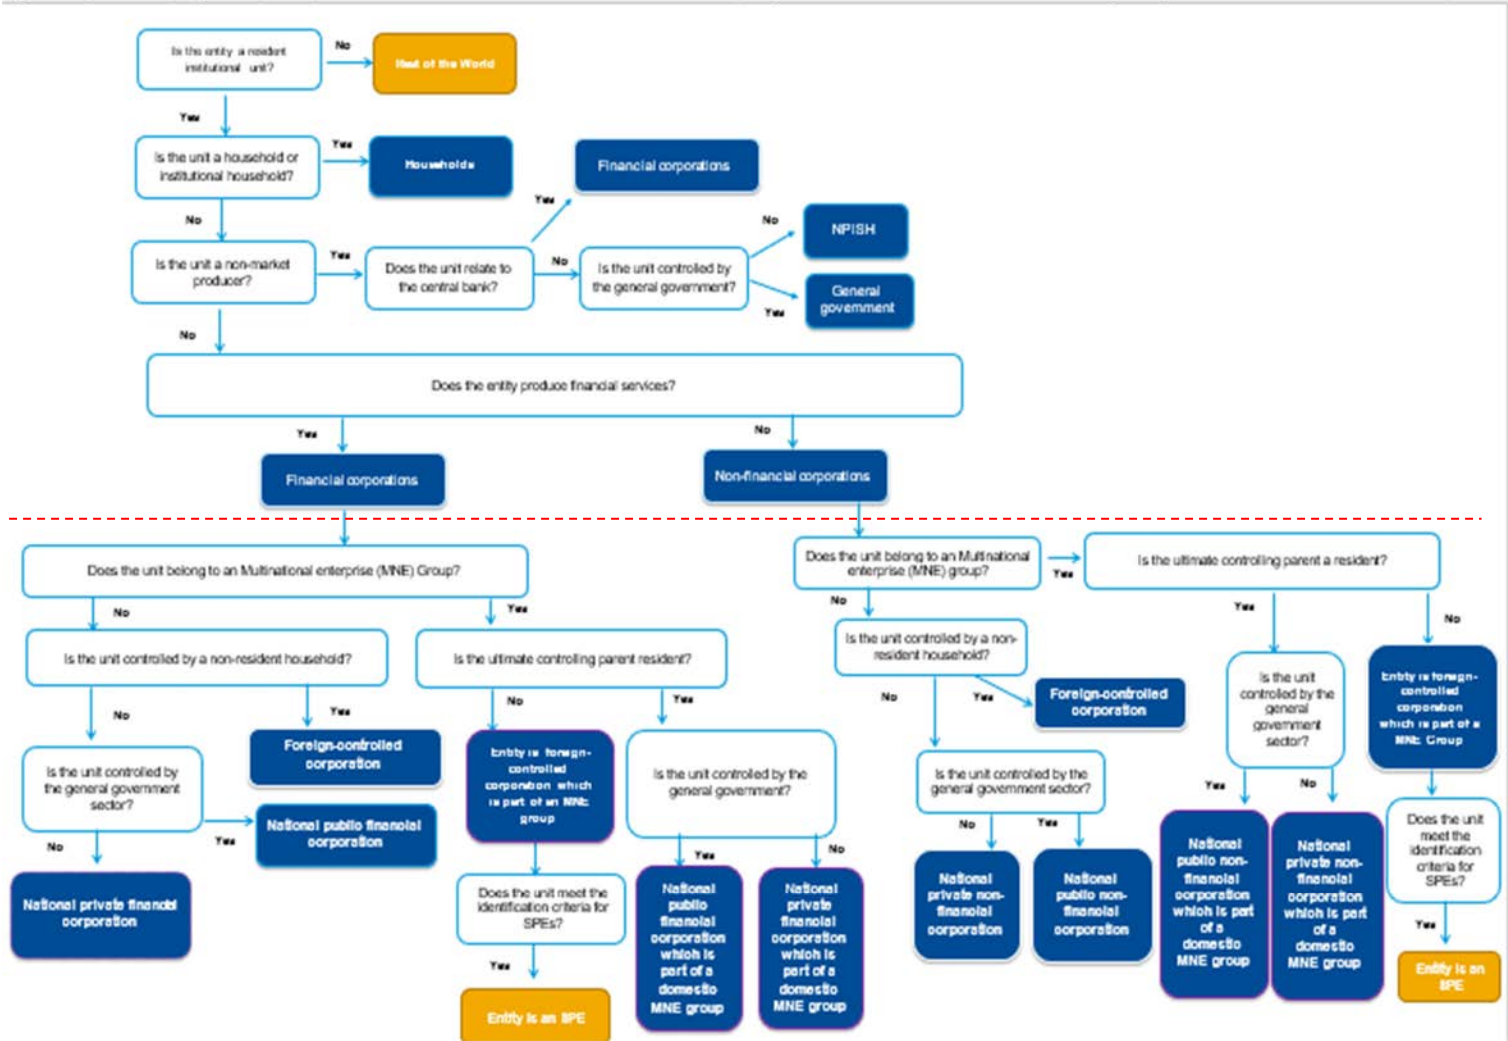 Is the entity a resident
institutional unit?
No
Rest of the World
Yes
Is the unit a household or
institutional household?
Yes
Households
No
Is the unit a non-market
producer?
Yes
Does the unit relate to
the central bank?
Yes
Financial corporations
No
Is the unit controlled by
the general government?
No
NPISH
Yes
General
government
No
Does the entity produce financial services?
Yes
Financial corporations
No
Non-financial corporations
Does the unit belong to an Multinational enterprise (MNE) Group?
No
Yes
Is the unit controlled by a non-resident household?
No
Yes
Foreign-controlled
corporation
Is the unit controlled by
the general government
sector?
Yes
National public financial
corporation
No
National private financial
corporation
Is the ultimate controlling parent resident?
No
Yes
Entity is foreign-
controlled
corporation which
is part of an MNE
group
Does the unit meet the
identification criteria for
SPEs?
Yes
Entity is an SPE
Is the unit controlled by the
general government?
Yes
No
National
public
financial
corporation
which is
part of a
domestic
MNE group
National
private
financial
corporation
which is
part of a
domestic
MNE group
Does the unit belong to an Multinational
enterprise (MNE) group?
Yes
No
Is the unit controlled by a non-
resident household?
No
Yes
Foreign-controlled
corporation
Is the unit controlled by the
general government sector?
No
Yes
National
private non-
financial
corporation
National
public non-
financial
corporation
Is the ultimate controlling parent a resident?
Yes
No
Is the unit
controlled by the
general
government
sector?
Yes
No
National
public non-
financial
corporation
which is part
of a
domestic
MNE group
National
private non-
financial
corporation
which is part
of a
domestic
MNE group
Entity is foreign-
controlled
corporation
which is part of a
MNE Group
Does the unit
meet the
identification
criteria for
SPEs?
Yes
Entity is an
SPE